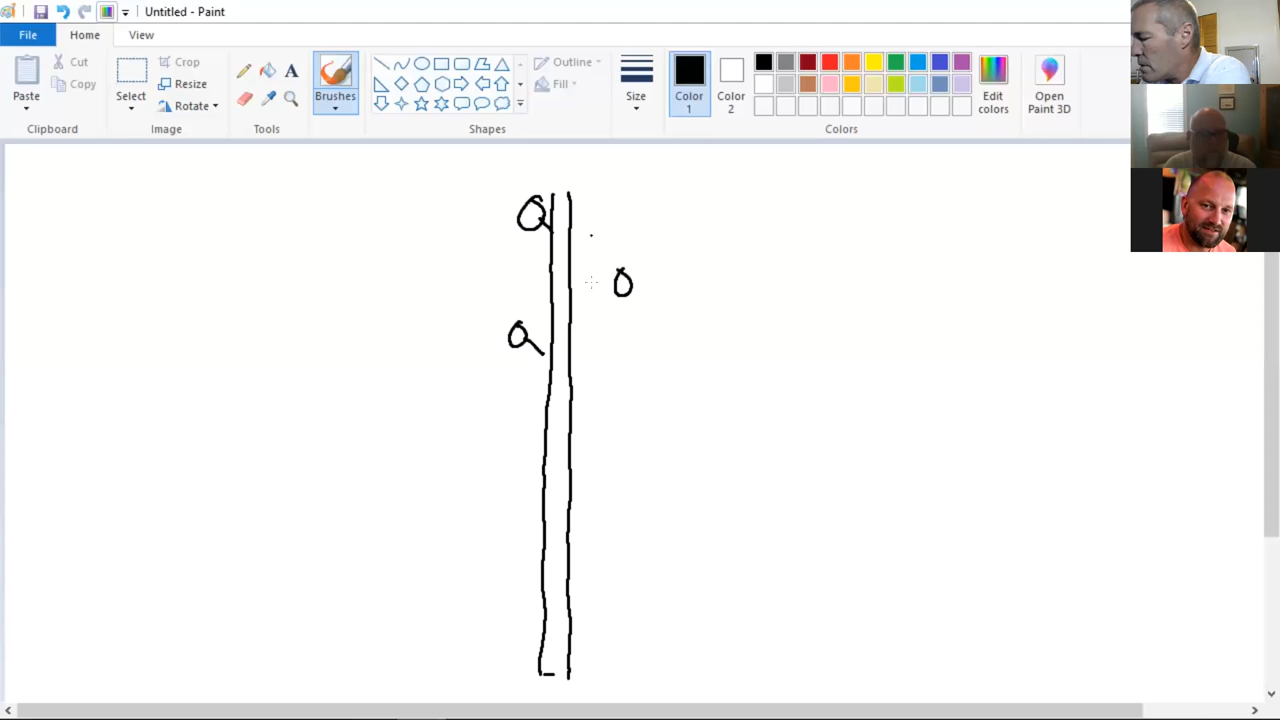 Untitled - Paint
File Home View
Paste
Cut
Copy
Clipboard
Select
Crop
Resize
Rotate
Image
A
Tools
Brushes
Outline
Fill
Shapes
Size
Color 1
Color 2
Edit colors
Colors
Open Paint 3D